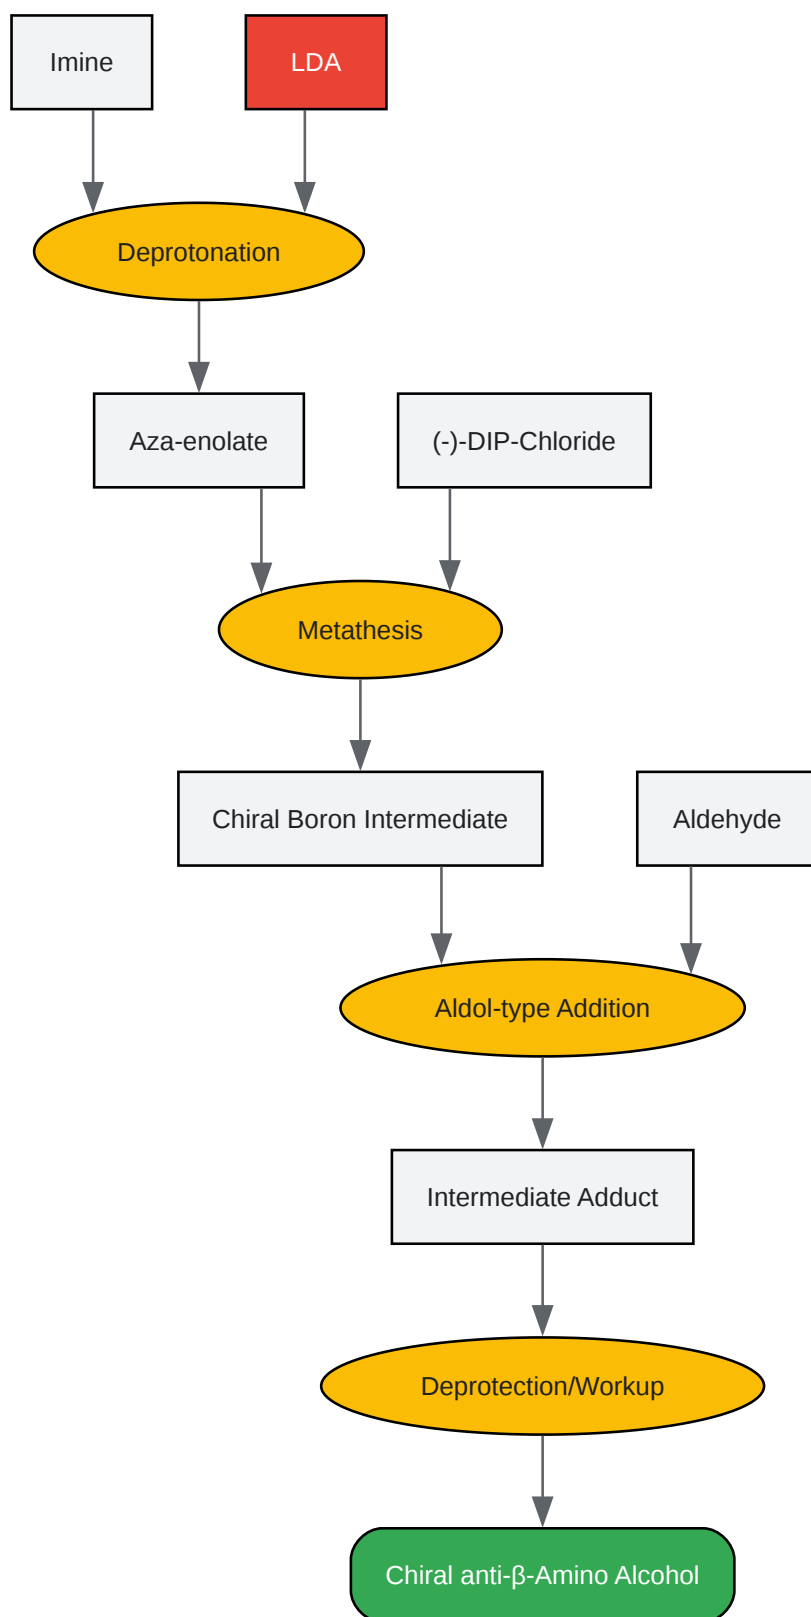 Imine
LDA
Deprotonation
Aza-enolate
(-)-DIP-Chloride
Metathesis
Chiral Boron Intermediate
Aldehyde
Aldol-type Addition
Intermediate Adduct
Deprotection/Workup
Chiral anti-β-Amino Alcohol